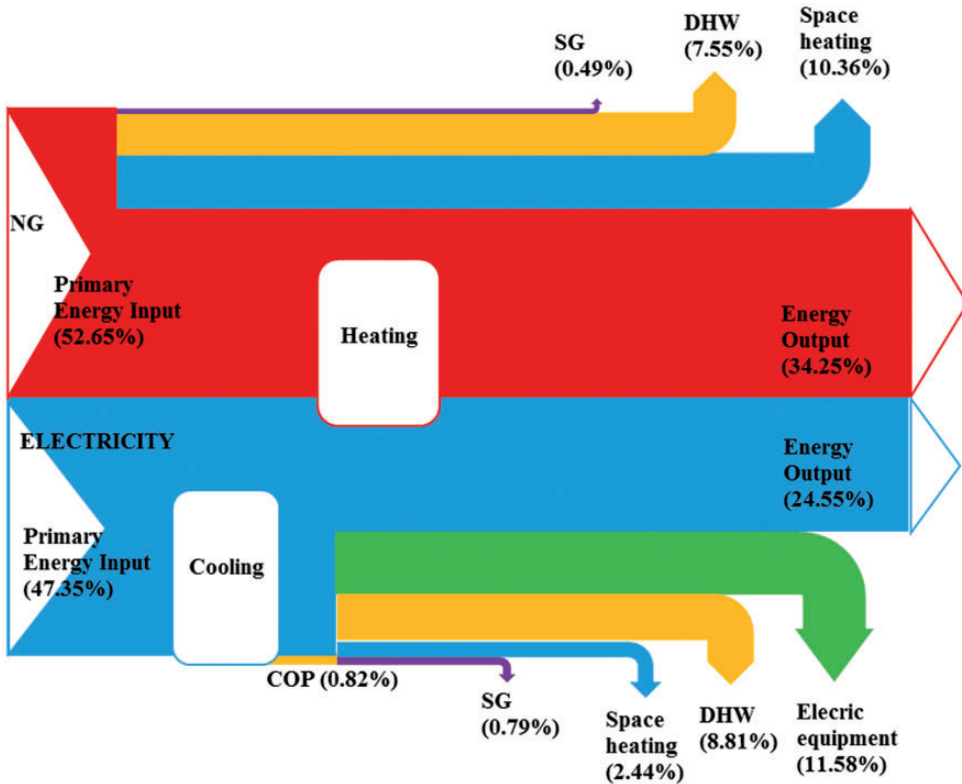 SG
(0.49%)
DHW
(7.55%)
Space
heating
(10.36%)
NG
Primary
Energy Input
(52.65%)
Heating
Energy
Output
(34.25%)
ELECTRICITY
Energy
Output
(24.55%)
Primary
Energy Input
(47.35%)
Cooling
COP (0.82%)
SG
(0.79%)
Space
heating
(2.44%)
DHW
(8.81%)
Elecric
equipment
(11.58%)